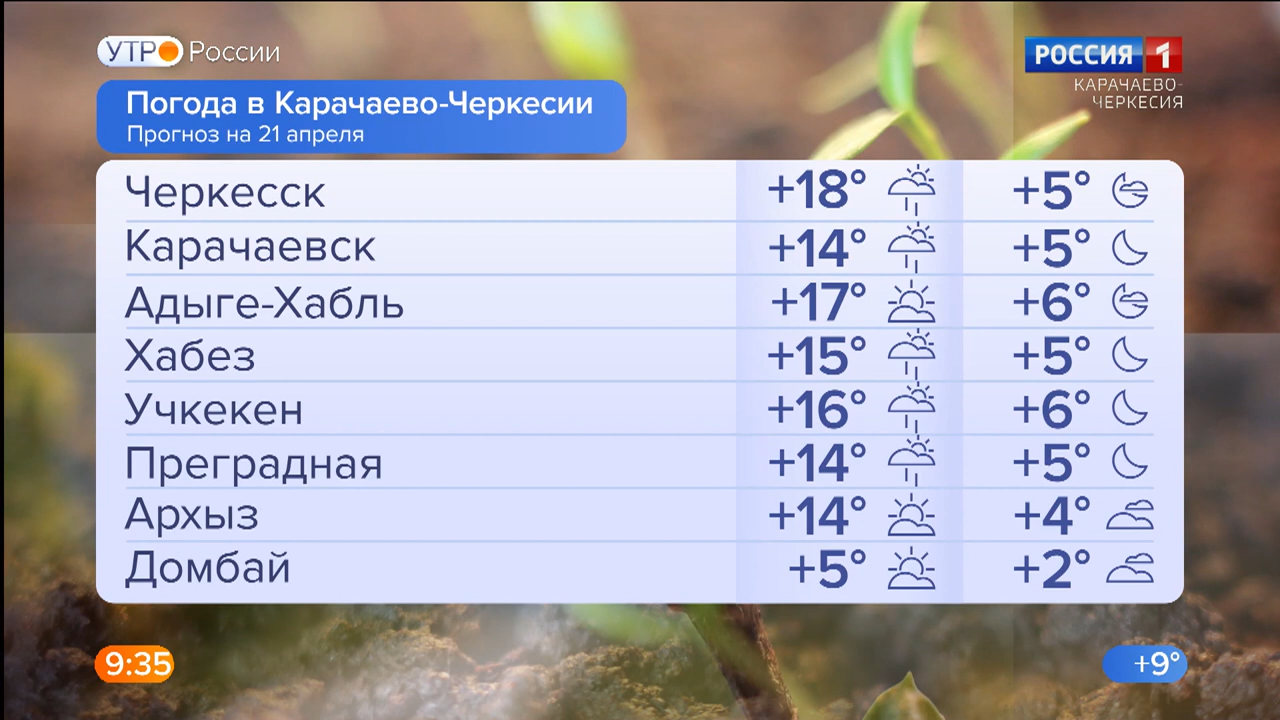 УТРО России
РОССИЯ 1
КАРАЧАЕВО-
ЧЕРКЕСИЯ
Погода в Карачаево-Черкесии
Прогноз на 21 апреля
Черкесск +18° +5°
Карачаевск +14° +5°
Адыге-Хабль +17° +6°
Хабез +15° +5°
Учкекен +16° +6°
Преградная +14° +5°
Архыз +14° +4°
Домбай +5° +2°
9:35 +9°